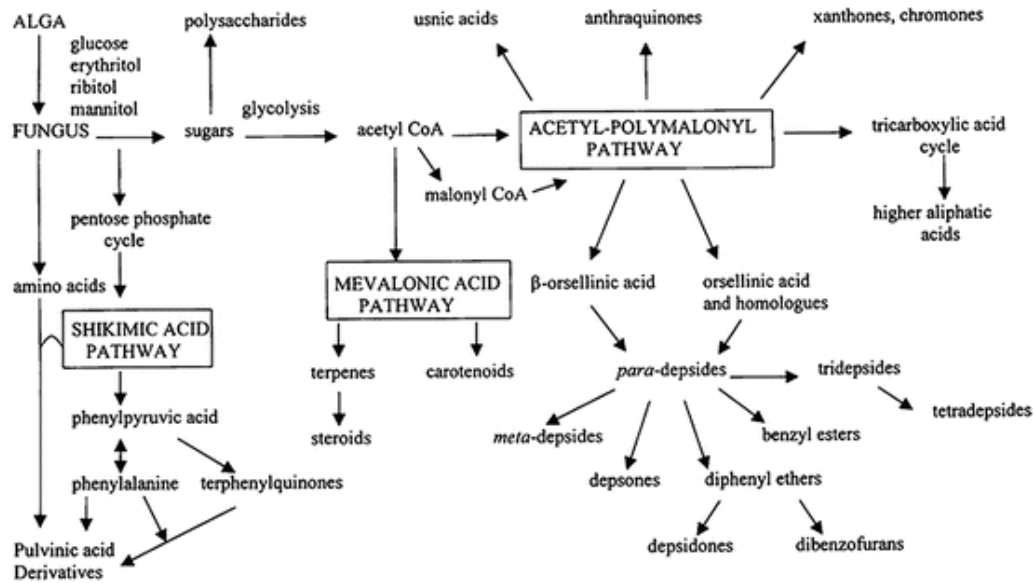 ALGA
glucose
erythritol
ribitol
mannitol
FUNGUS
polysaccharides
sugars
glycolysis
acetyl CoA
malonyl CoA
usnic acids
anthraquinones
xanthones, chromones
ACETYL-POLYMALONYL
PATHWAY
tricarboxylic acid
cycle
higher aliphatic
acids
pentose phosphate
cycle
amino acids
SHIKIMIC ACID
PATHWAY
phenylpyruvic acid
phenylalanine
terphenylquinones
Pulvinic acid
Derivatives
MEVALONIC ACID
PATHWAY
terpenes
carotenoids
steroids
β-orsellinic acid
orsellinic acid
and homologues
para-depsides
tridepsides
tetradepsides
meta-depsides
benzyl esters
depsones
diphenyl ethers
depsidones
dibenzofurans